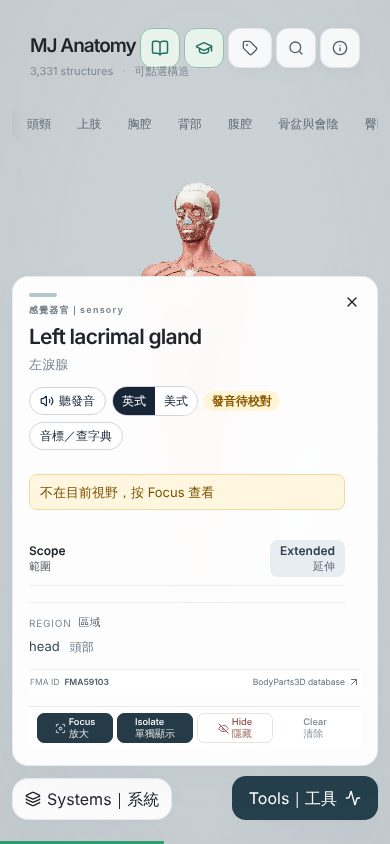 MJ Anatomy
3,331 structures · 可點選構造
頭頸 上肢 胸腔 背部 腹腔 骨盆與會陰
感覺器官 | sensory
Left lacrimal gland
左淚腺
聽發音 英式 美式 發音待校對
音標／查字典
不在目前視野，按 Focus 查看
Scope Extended
範圍 延伸
REGION 區域
head 頭部
FMA ID FMA59103 BodyParts3D database
Focus Isolate Hide Clear
放大 單獨顯示 隱藏 清除
Systems | 系統 Tools | 工具